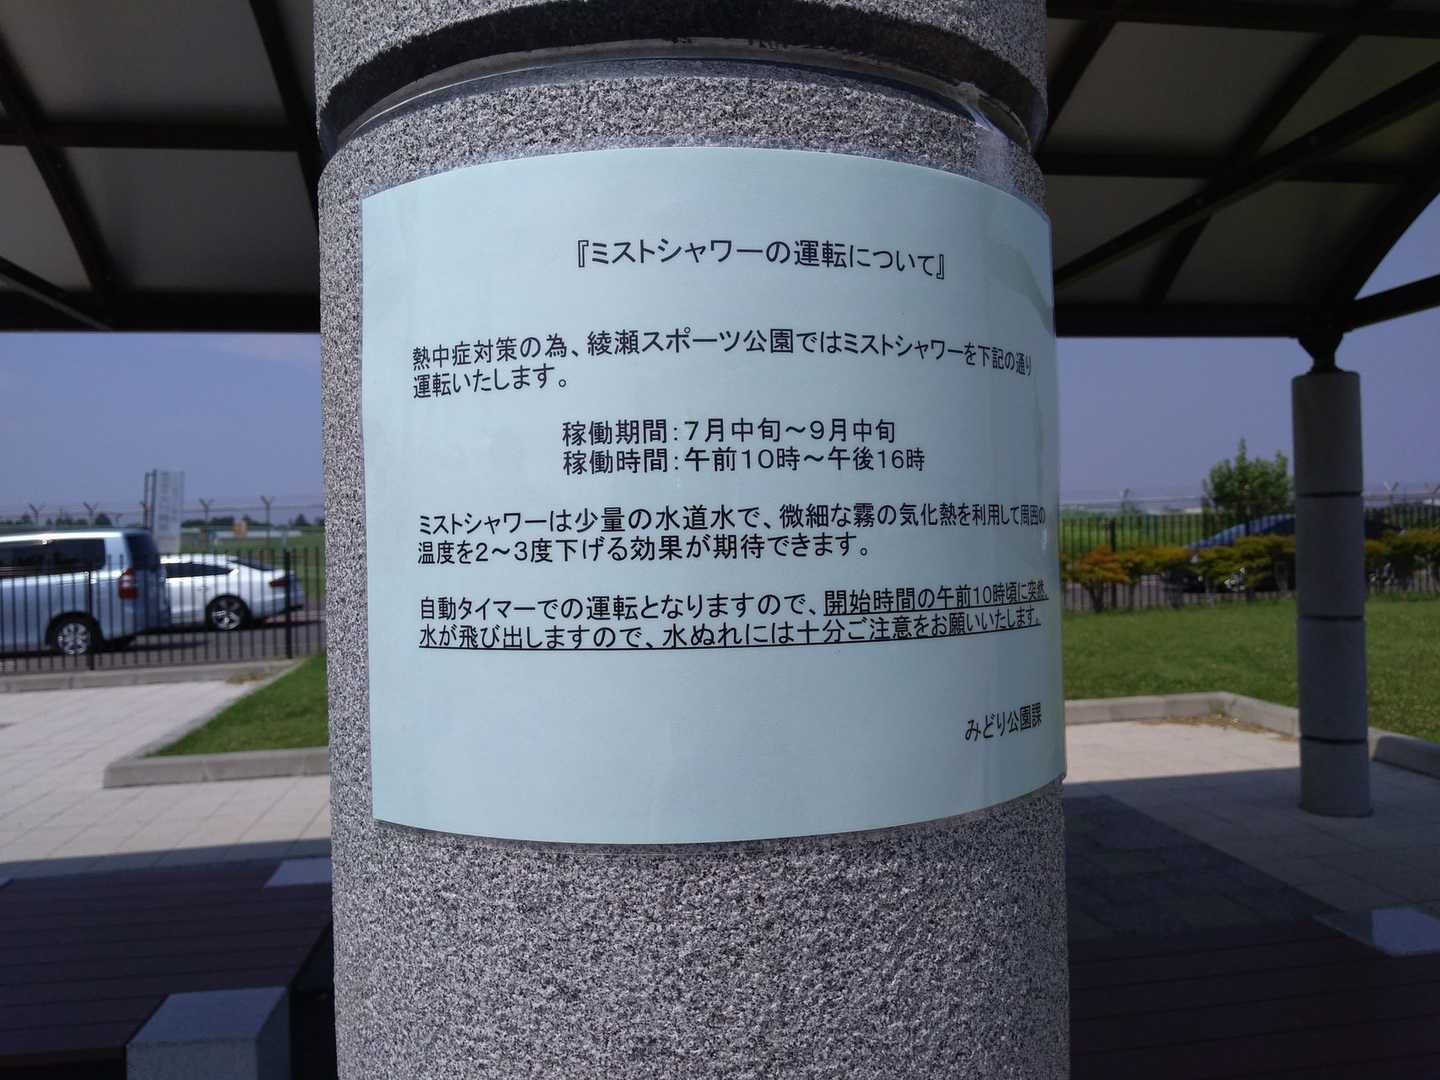 『ミストシャワーの運転について』
熱中症対策の為、綾瀬スポーツ公園ではミストシャワーを下記の通り
運転いたします。
稼働期間：７月中旬～９月中旬
稼働時間：午前１０時～午後１６時
ミストシャワーは少量の水道水で、微細な霧の気化熱を利用して周囲の
温度を２～３度下げる効果が期待できます。
自動タイマーでの運転となりますので、開始時間の午前１０時頃に突然、
水が飛び出しますので、水ぬれには十分ご注意をお願いいたします。
みどり公園課